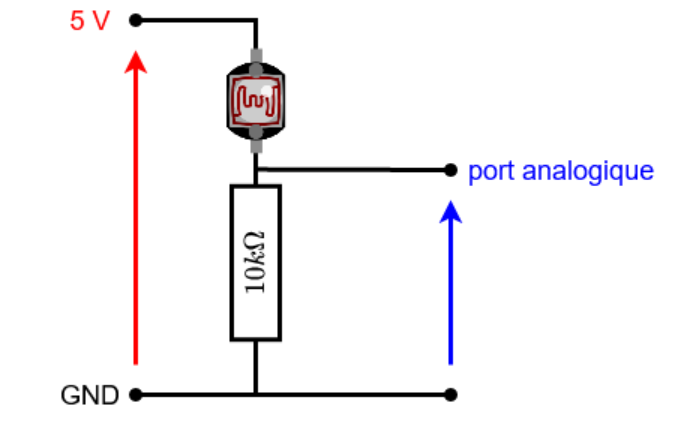 5 V
port analogique
10kΩ
GND